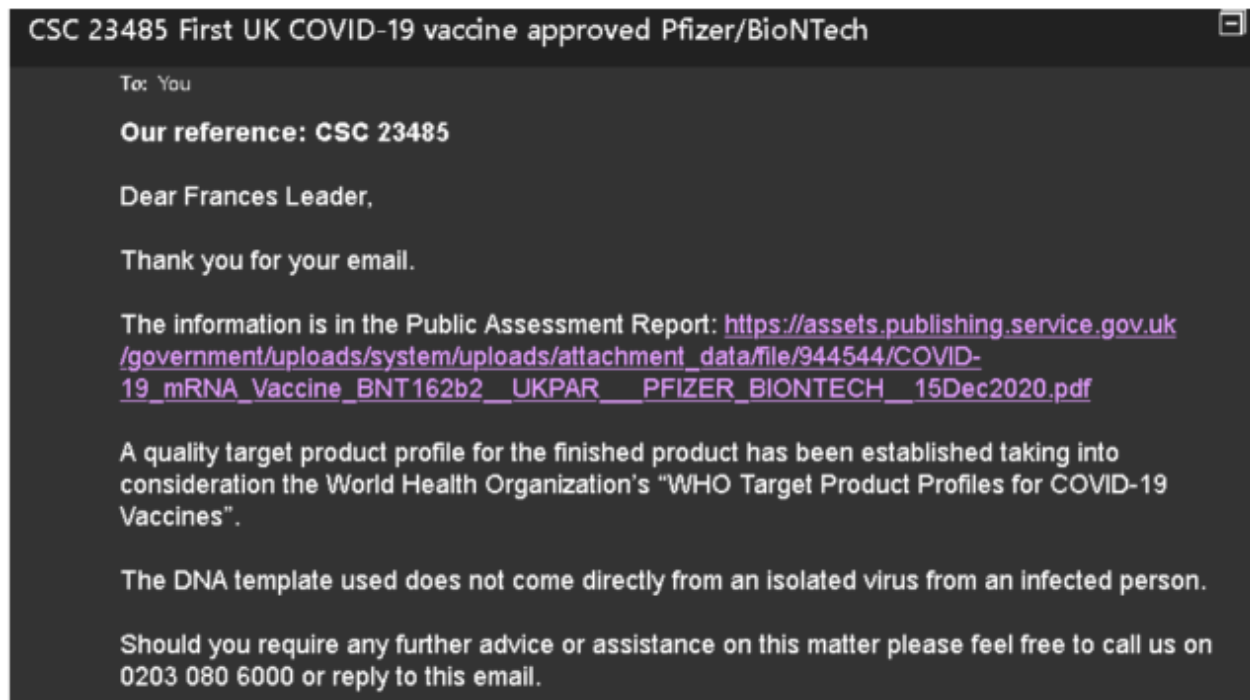 CSC 23485 First UK COVID-19 vaccine approved Pfizer/BioNTech
To: You
Our reference: CSC 23485
Dear Frances Leader,
Thank you for your email.
The information is in the Public Assessment Report: https://assets.publishing.service.gov.uk
/government/uploads/system/uploads/attachment_data/file/944544/COVID-
19_mRNA_Vaccine_BNT162b2__UKPAR___PFIZER_BIONTECH__15Dec2020.pdf
A quality target product profile for the finished product has been established taking into
consideration the World Health Organization's “WHO Target Product Profiles for COVID-19
Vaccines”.
The DNA template used does not come directly from an isolated virus from an infected person.
Should you require any further advice or assistance on this matter please feel free to call us on
0203 080 6000 or reply to this email.